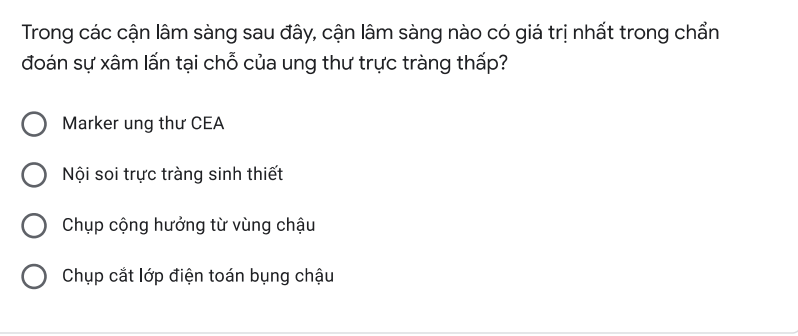 Trong các cận lâm sàng sau đây, cận lâm sàng nào có giá trị nhất trong chẩn
đoán sự xâm lấn tại chỗ của ung thư trực tràng thấp?
Marker ung thư CEA
Nội soi trực tràng sinh thiết
Chụp cộng hưởng từ vùng chậu
Chụp cắt lớp điện toán bụng chậu